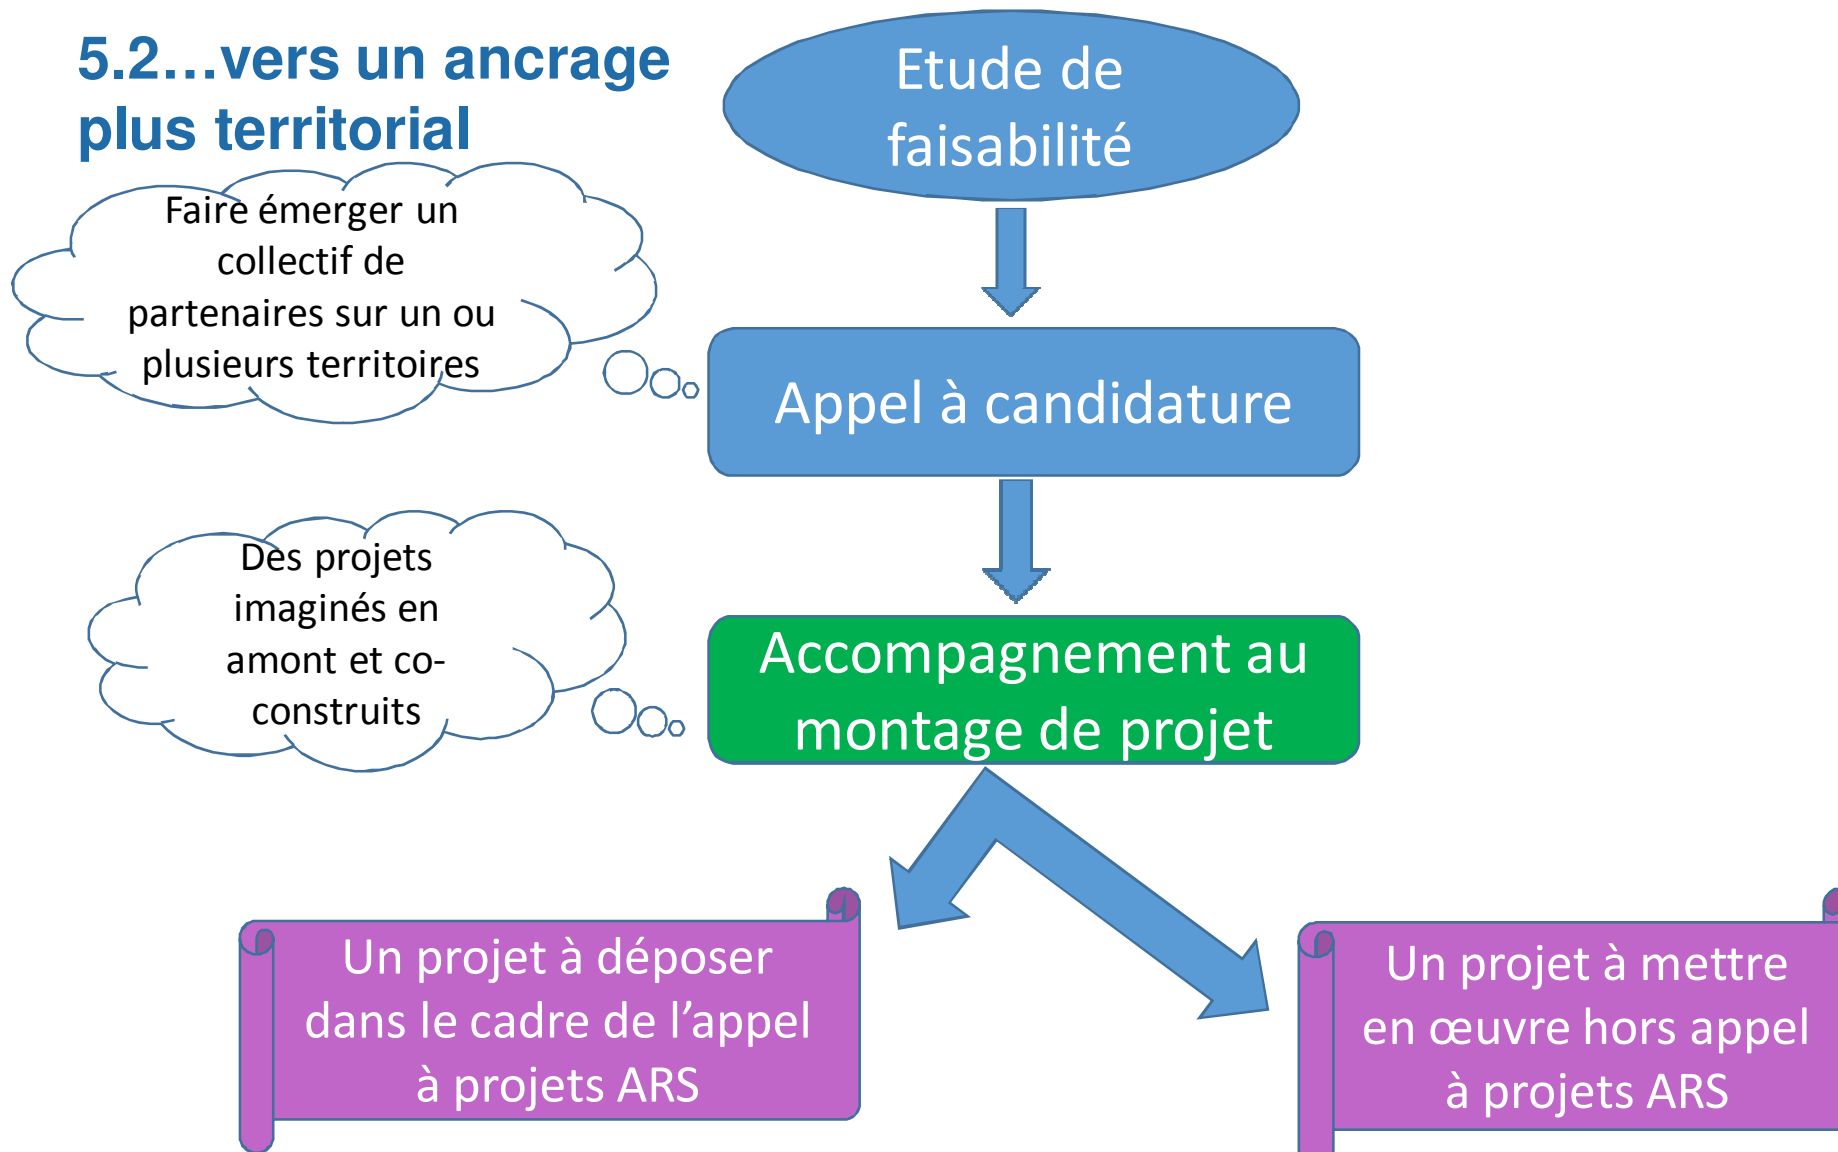 5.2…vers un ancrage
plus territorial
Etude de
faisabilité
Faire émerger un
collectif de
partenaires sur un ou
plusieurs territoires
Appel à candidature
Des projets
imaginés en
amont et co-
construits
Accompagnement au
montage de projet
Un projet à déposer
dans le cadre de l’appel
à projets ARS
Un projet à mettre
en œuvre hors appel
à projets ARS